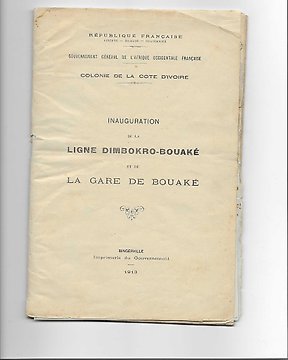 RÉPUBLIQUE FRANÇAISE
LIBERTÉ — ÉGALITÉ — FRATERNITÉ
GOUVERNEMENT GÉNÉRAL DE L'AFRIQUE OCCIDENTALE FRANÇAISE
COLONIE DE LA COTE D'IVOIRE
INAUGURATION
DE LA
LIGNE DIMBOKRO-BOUAKÉ
ET DE
LA GARE DE BOUAKÉ
BINGERVILLE
Imprimerie du Gouvernement
1913